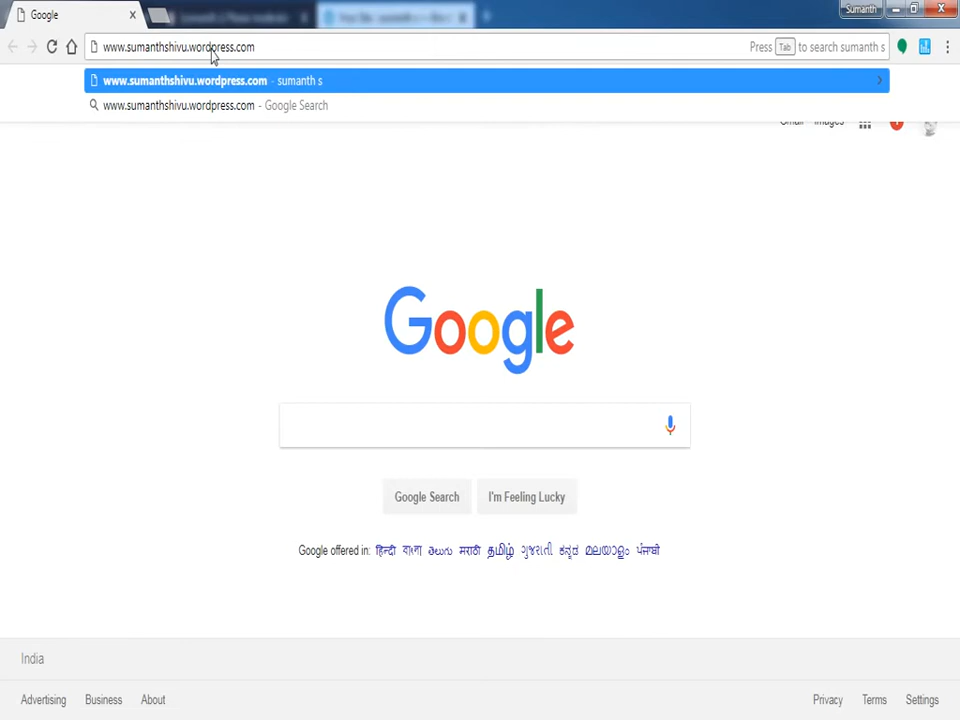 Google
Sumanth
www.sumanthshivu.wordpress.com
Press Tab to search sumanth s
www.sumanthshivu.wordpress.com - sumanth s
www.sumanthshivu.wordpress.com - Google Search
Gmail Images
Google
Google Search
I'm Feeling Lucky
Google offered in: हिन्दी বাংলা తెలుగు मराठी தமிழ் ગુજરાતી ಕನ್ನಡ മലയാളം ਪੰਜਾਬੀ
India
Advertising Business About
Privacy Terms Settings